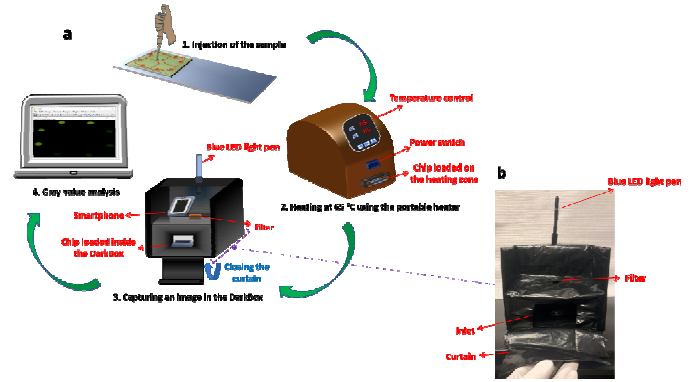 a
1. Injection of the sample
Temperature control
Power switch
Chip loaded on
the heating zone
2. Heating at 65 °C using the portable heater
Blue LED light pen
Smartphone
Filter
Chip loaded inside
the DarkBox
Closing the
curtain
3. Capturing an image in the DarkBox
4. Gray value analysis
b
Blue LED light pen
Filter
Inlet
Curtain